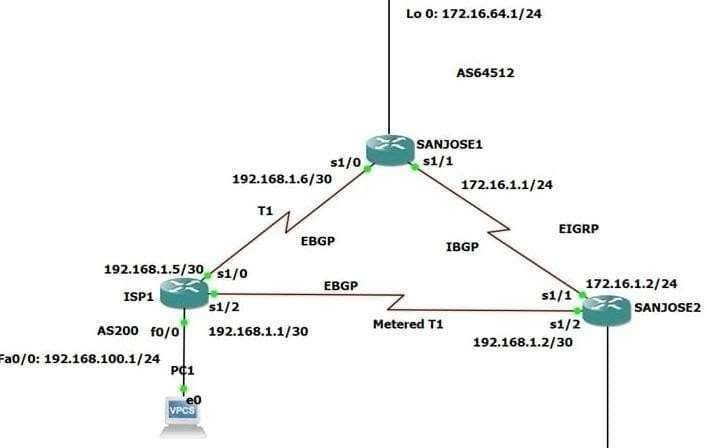 Lo 0: 172.16.64.1/24
AS64512
SANJOSE1
s1/0
s1/1
192.168.1.6/30
172.16.1.1/24
T1
EBGP
IBGP
EIGRP
192.168.1.5/30
s1/0
ISP1
EBGP
s1/2
172.16.1.2/24
s1/1
SANJOSE2
Metered T1
s1/2
AS200
f0/0
192.168.1.1/30
192.168.1.2/30
Fa0/0: 192.168.100.1/24
PC1
e0
VPCS